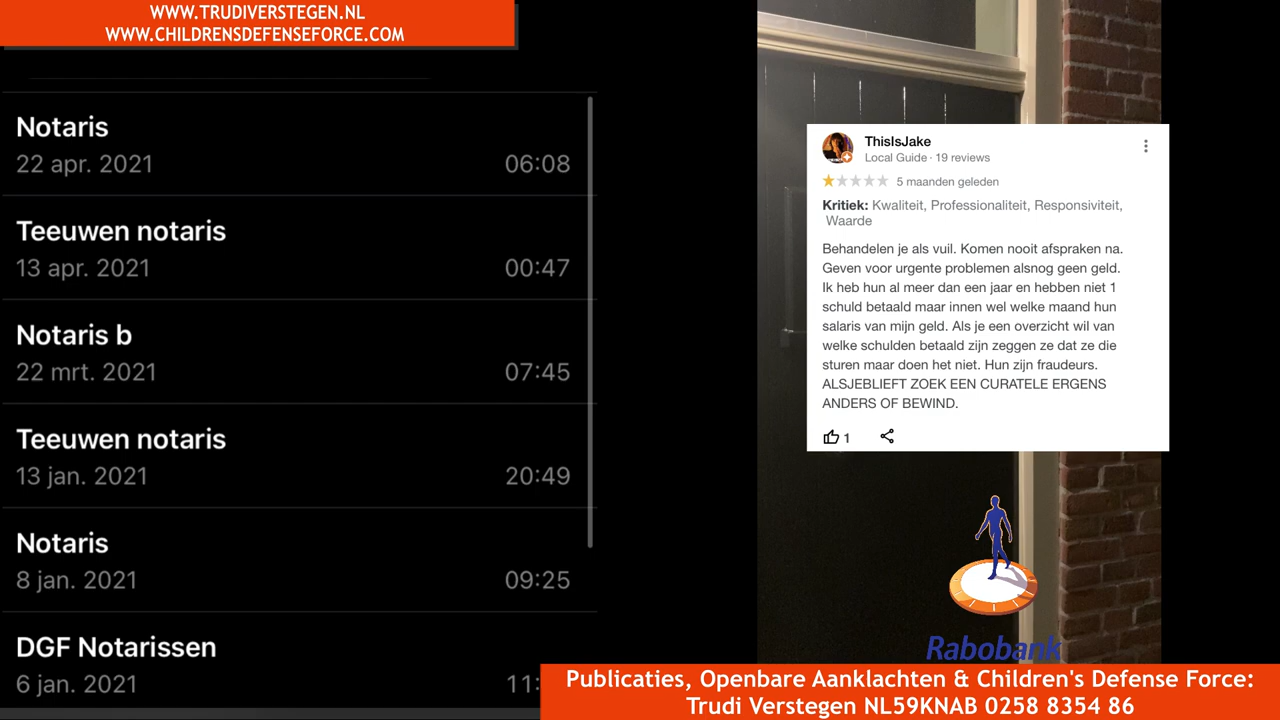 WWW.TRUDIVERSTEGEN.NL
WWW.CHILDRENSDEFENSEFORCE.COM
Notaris
22 apr. 2021 06:08
Teeuwen notaris
13 apr. 2021 00:47
Notaris b
22 mrt. 2021 07:45
Teeuwen notaris
13 jan. 2021 20:49
Notaris
8 jan. 2021 09:25
DGF Notarissen
6 jan. 2021 11:
ThisIsJake
Local Guide · 19 reviews
5 maanden geleden
Kritiek: Kwaliteit, Professionaliteit, Responsiviteit,
Waarde
Behandelen je als vuil. Komen nooit afspraken na.
Geven voor urgente problemen alsnog geen geld.
Ik heb hun al meer dan een jaar en hebben niet 1
schuld betaald maar innen wel welke maand hun
salaris van mijn geld. Als je een overzicht wil van
welke schulden betaald zijn zeggen ze dat ze die
sturen maar doen het niet. Hun zijn fraudeurs.
ALSJEBLIEFT ZOEK EEN CURATELE ERGENS
ANDERS OF BEWIND.
1
Rabobank
Publicaties, Openbare Aanklachten & Children's Defense Force:
Trudi Verstegen NL59KNAB 0258 8354 86